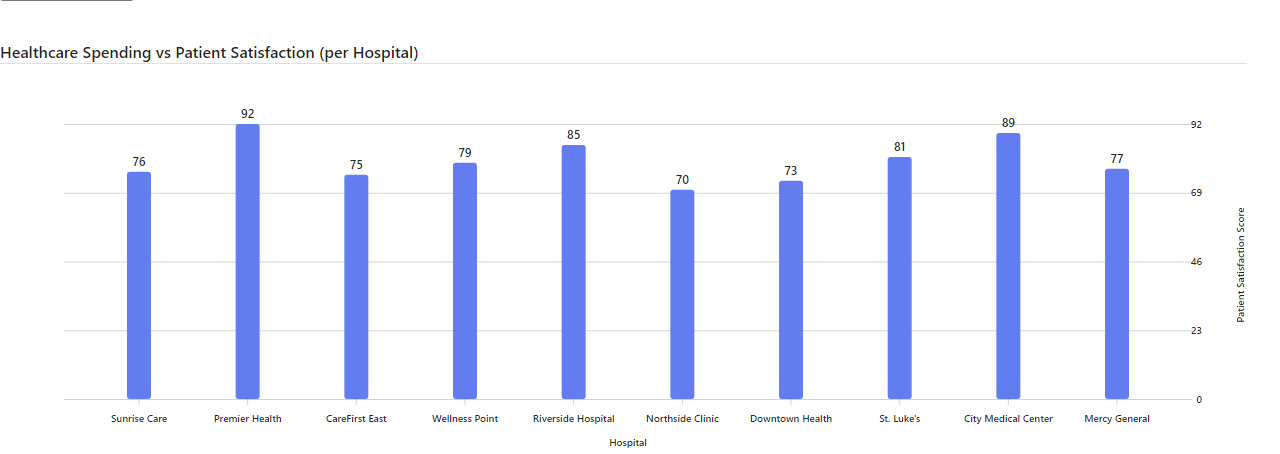 Healthcare Spending vs Patient Satisfaction (per Hospital)
76
92
75
79
85
70
73
81
89
77
92
69
46
23
0
Patient Satisfaction Score
Sunrise Care
Premier Health
CareFirst East
Wellness Point
Riverside Hospital
Northside Clinic
Downtown Health
St. Luke's
City Medical Center
Mercy General
Hospital